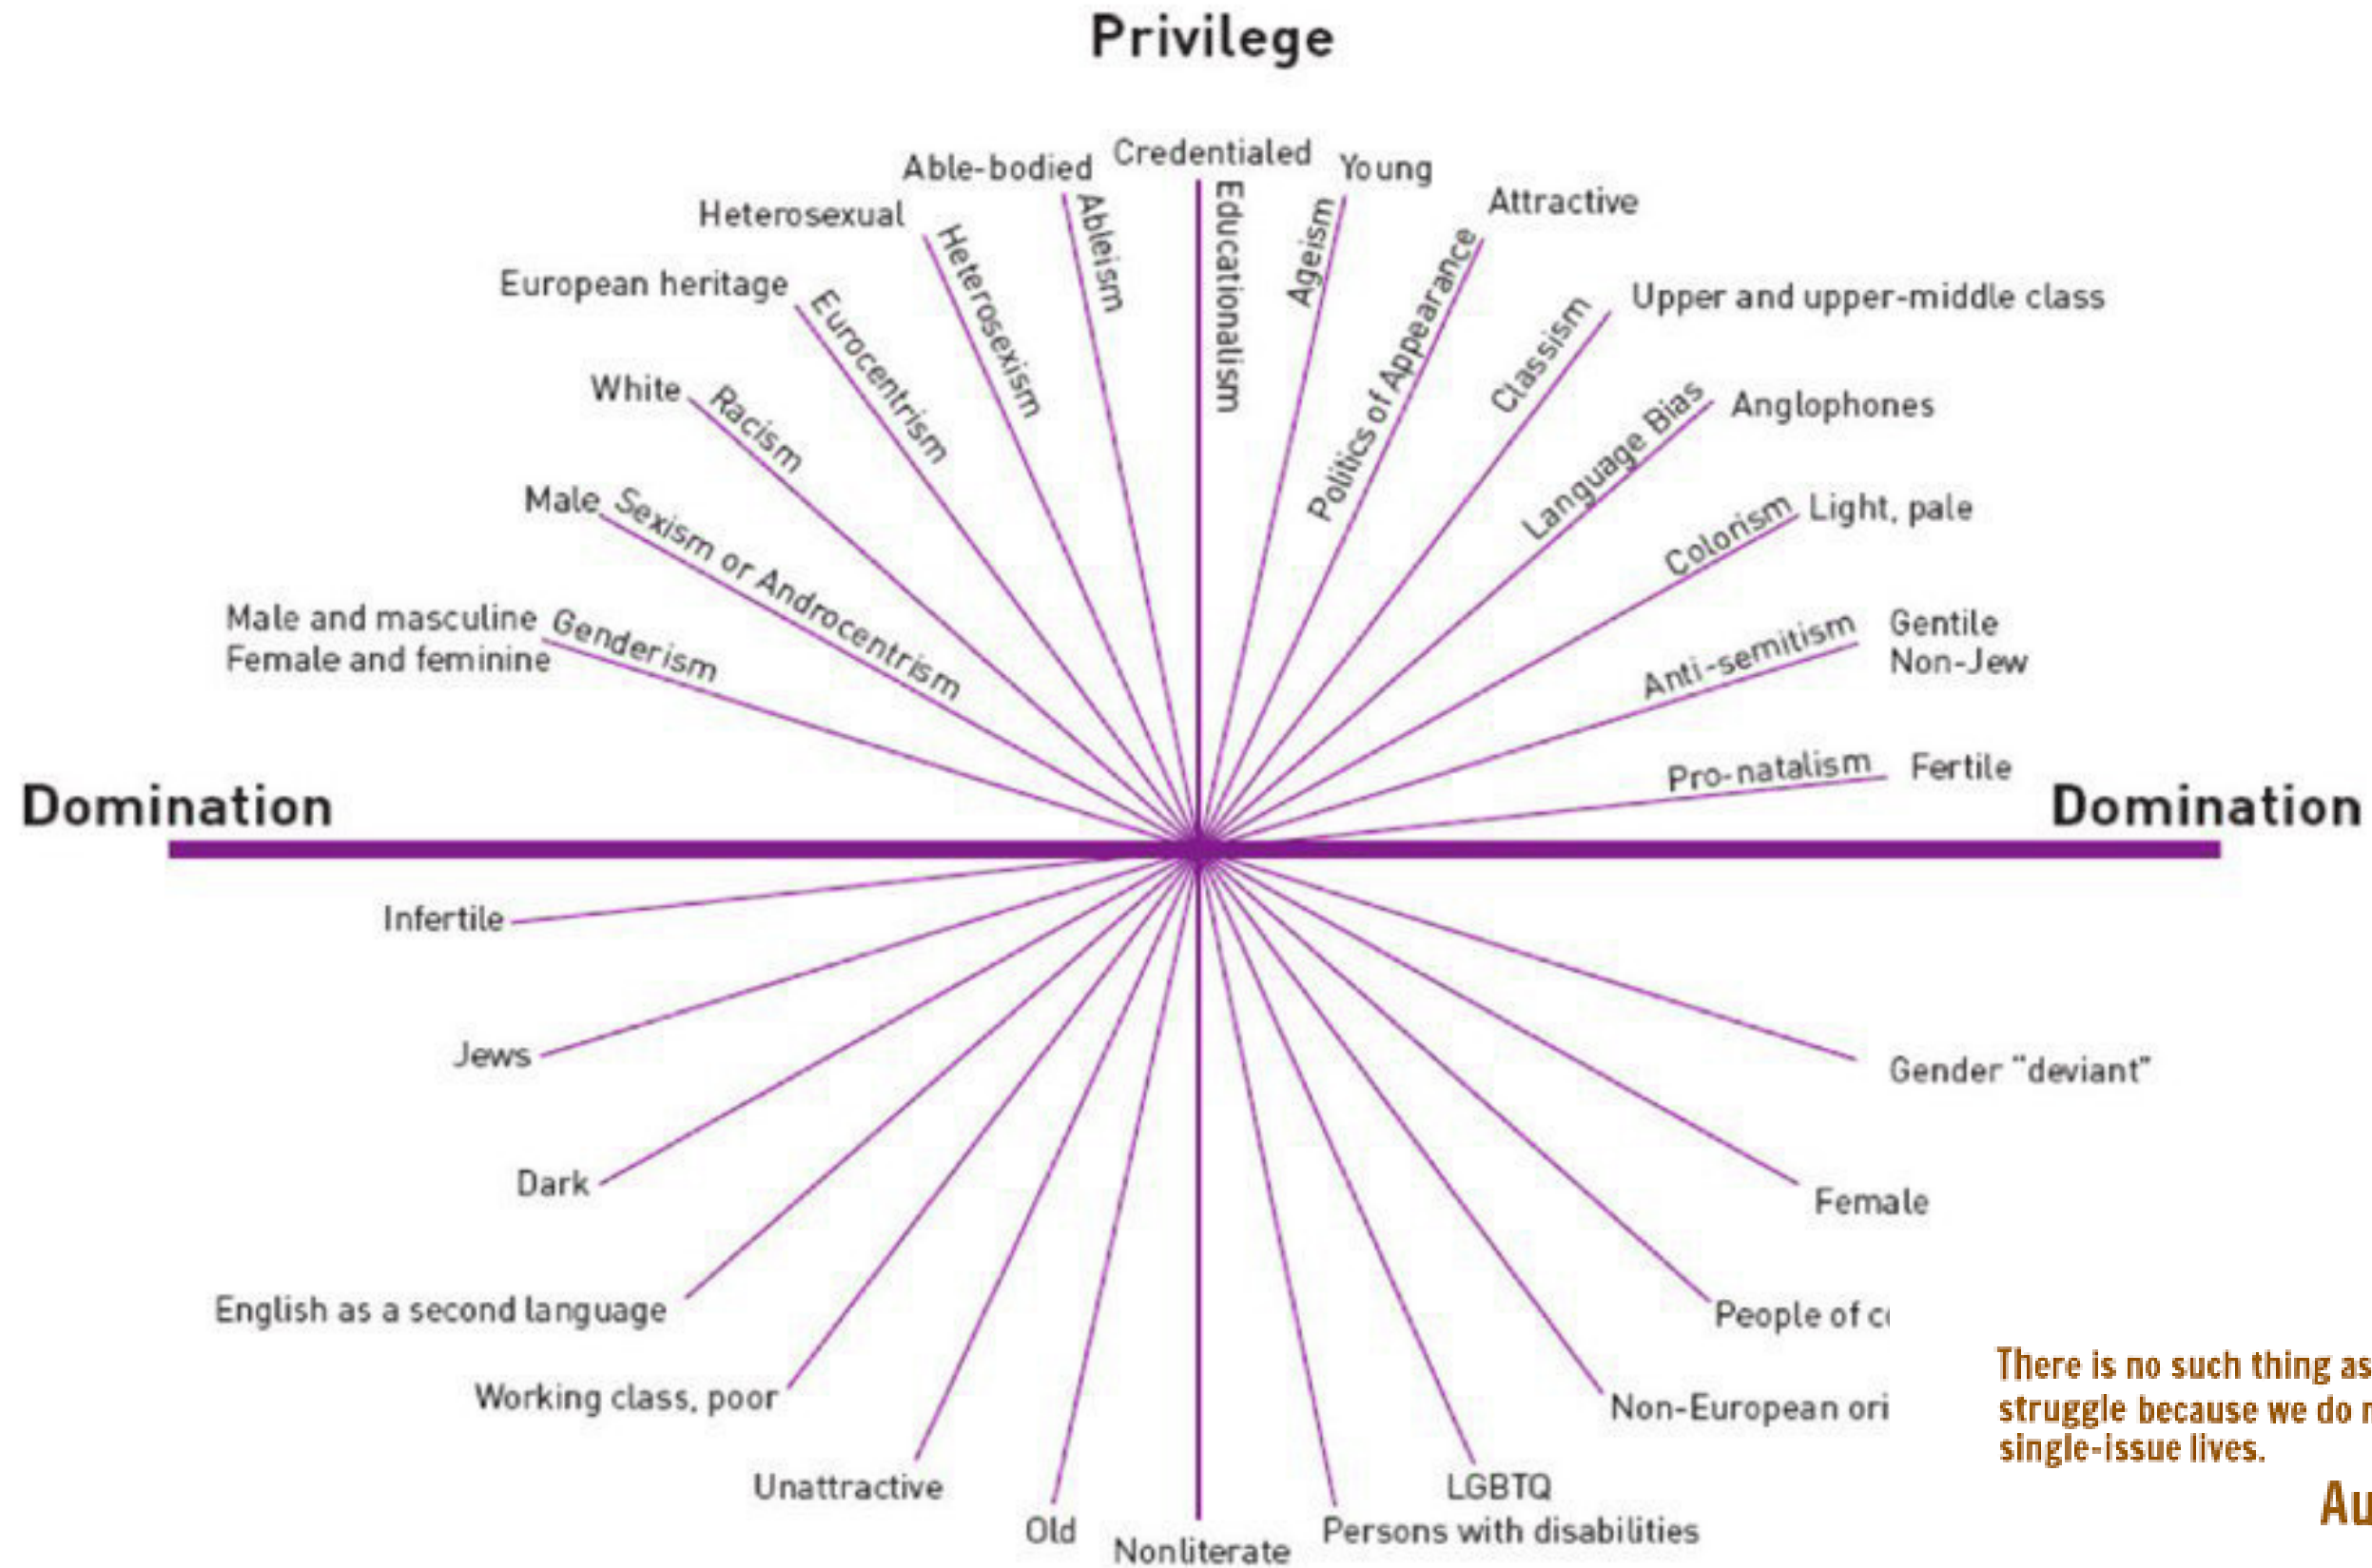 Privilege
Credentialed
Able-bodied
Young
Attractive
Heterosexual
European heritage
Upper and upper-middle class
White
Anglophones
Male
Light, pale
Male and masculine
Female and feminine
Gentile
Non-Jew
Fertile
Genderism
Sexism or Androcentrism
Racism
Eurocentrism
Heterosexism
Ableism
Educationalism
Ageism
Politics of Appearance
Classism
Language Bias
Colorism
Anti-semitism
Pro-natalism
Domination
Domination
Infertile
Jews
Dark
English as a second language
Working class, poor
Unattractive
Old
Nonliterate
Persons with disabilities
LGBTQ
Non-European ori
People of c
Female
Gender “deviant”
There is no such thing as
struggle because we do
single-issue lives.
Au